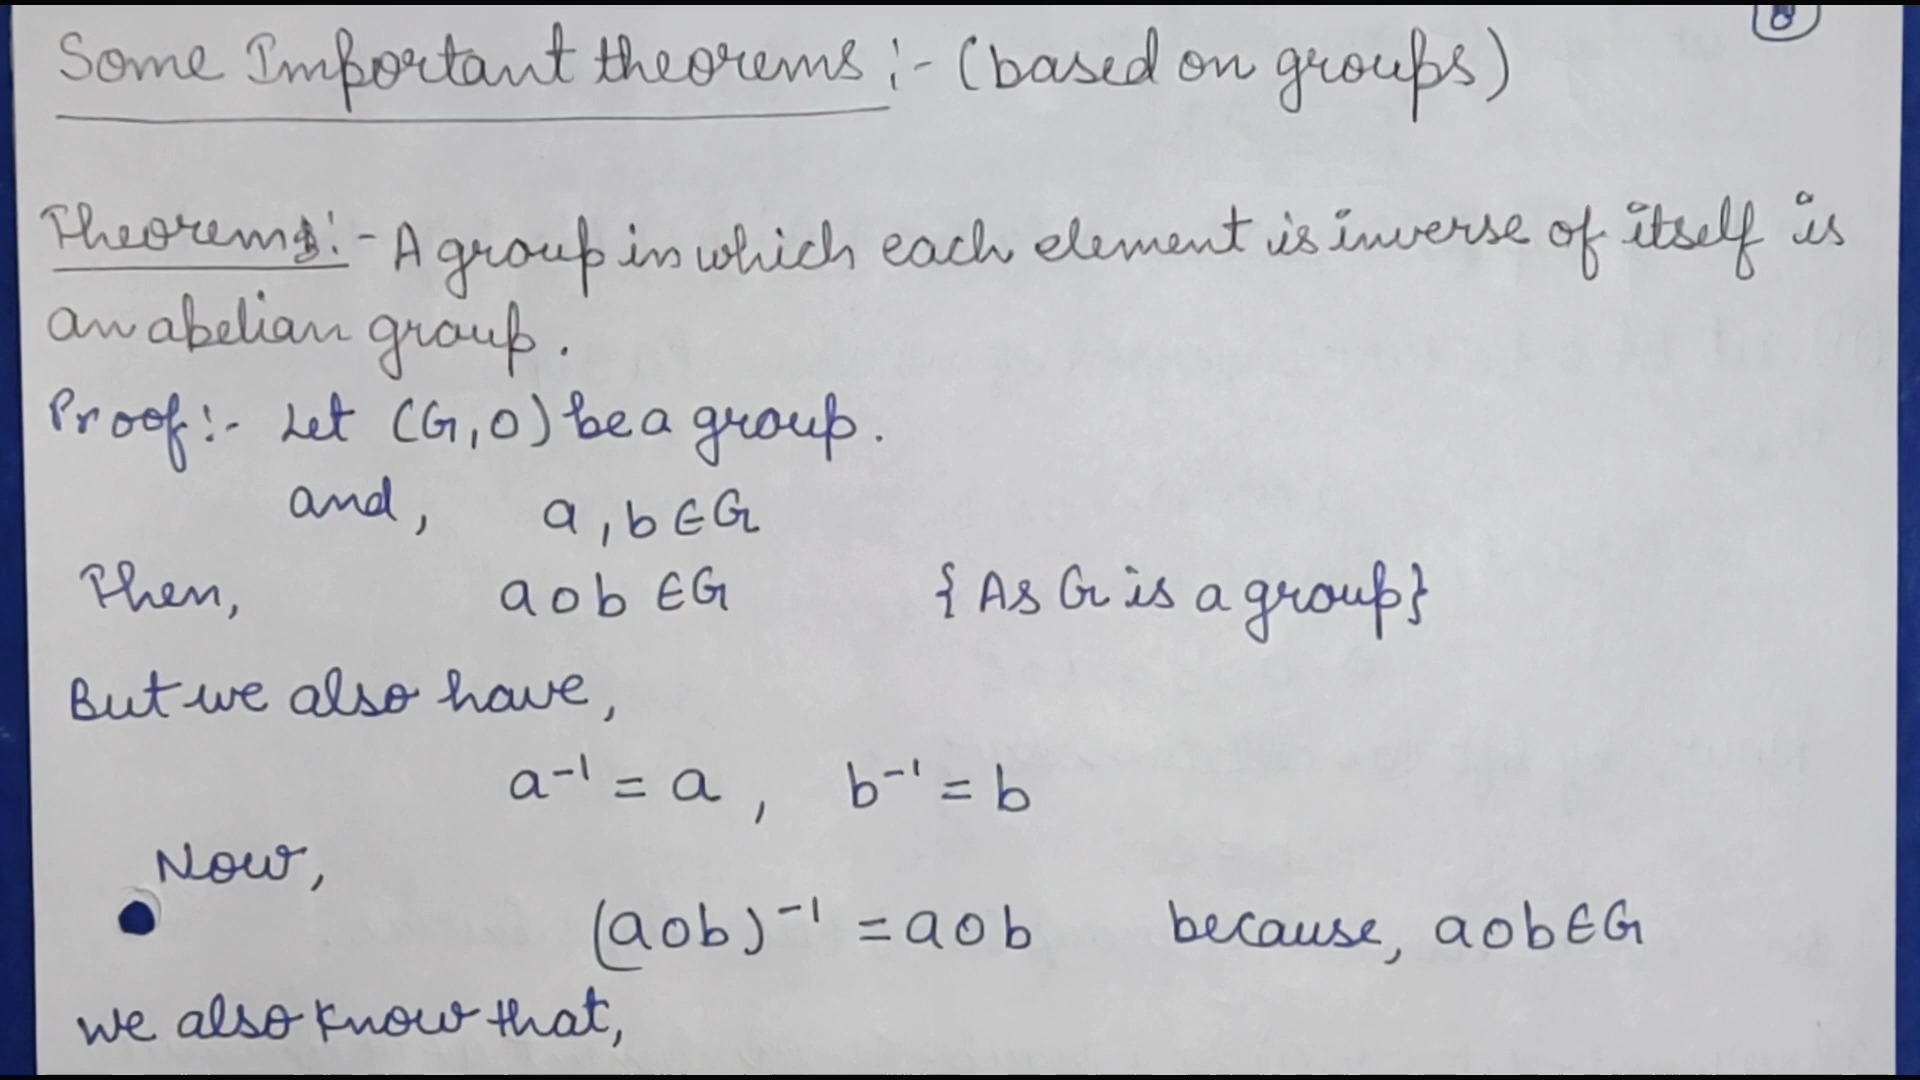 8
Some Important theorems :- (based on groups)
Theorem 1:- A group in which each element is inverse of itself is
an abelian group.
Proof:- Let (G, o) be a group.
and, a, b ∈ G
Then, a o b ∈ G {As G is a group}
But we also have,
a⁻¹ = a , b⁻¹ = b
Now,
(a o b)⁻¹ = a o b because, a o b ∈ G
we also know that,